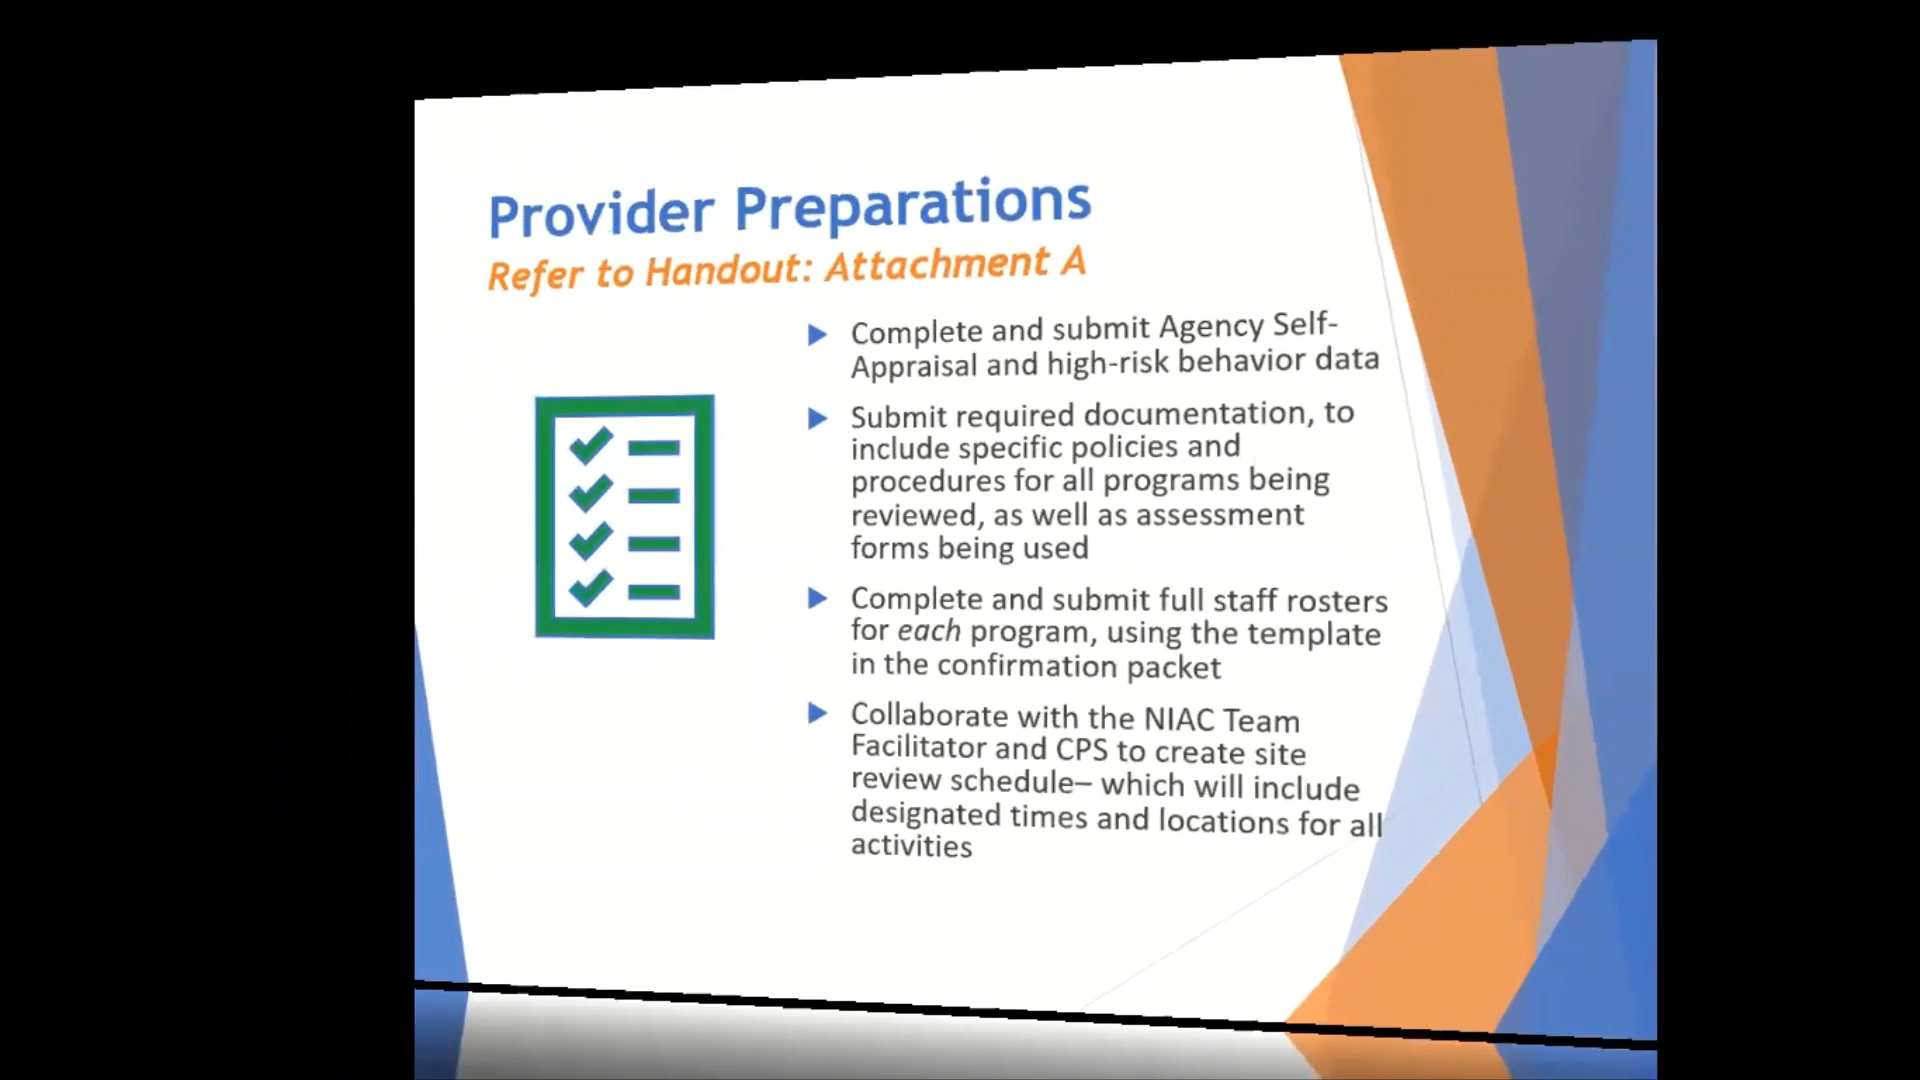 Provider Preparations
Refer to Handout: Attachment A
Complete and submit Agency Self-
Appraisal and high-risk behavior data
Submit required documentation, to
include specific policies and
procedures for all programs being
reviewed, as well as assessment
forms being used
Complete and submit full staff rosters
for each program, using the template
in the confirmation packet
Collaborate with the NIAC Team
Facilitator and CPS to create site
review schedule– which will include
designated times and locations for all
activities